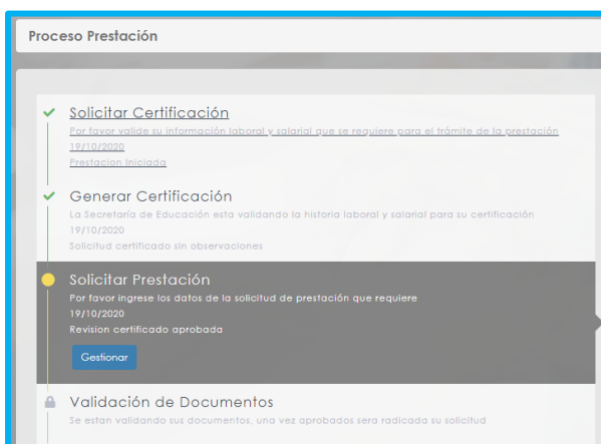 Proceso Prestación
Solicitar Certificación
Por favor valide su información laboral y salarial que se requiere para el trámite de la prestación
19/10/2020
Prestacion Iniciada
Generar Certificación
La Secretaría de Educación esta validando la historia laboral y salarial para su certificación
19/10/2020
Solicitud certificado sin observaciones
Solicitar Prestación
Por favor ingrese los datos de la solicitud de prestación que requiere
19/10/2020
Revision certificado aprobada
Gestionar
Validación de Documentos
Se estan validando sus documentos, una vez aprobados sera radicada su solicitud